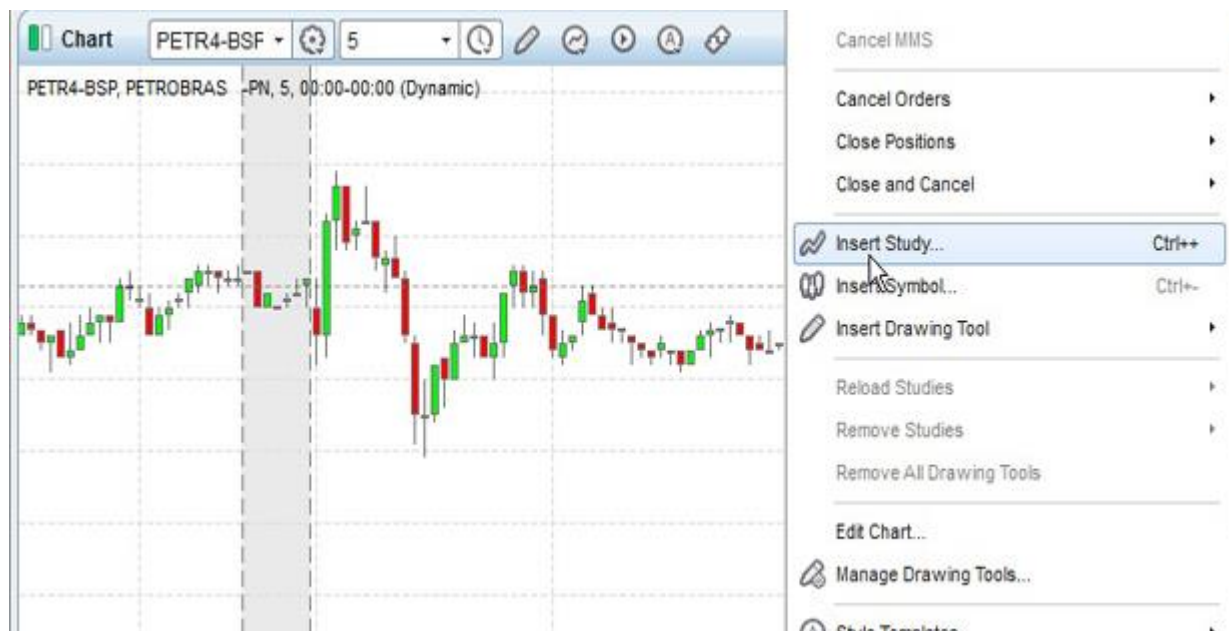 Chart PETR4-BSF 5
PETR4-BSP, PETROBRAS -PN, 5, 00:00-00:00 (Dynamic)
Cancel MMS
Cancel Orders
Close Positions
Close and Cancel
Insert Study... Ctrl++
Insert Symbol... Ctrl+-
Insert Drawing Tool
Reload Studies
Remove Studies
Remove All Drawing Tools
Edit Chart...
Manage Drawing Tools...
Style Templates